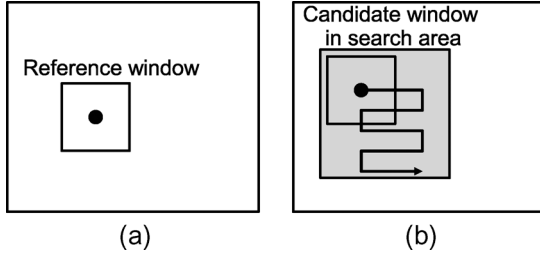 Reference window
Candidate window
in search area
(a)
(b)